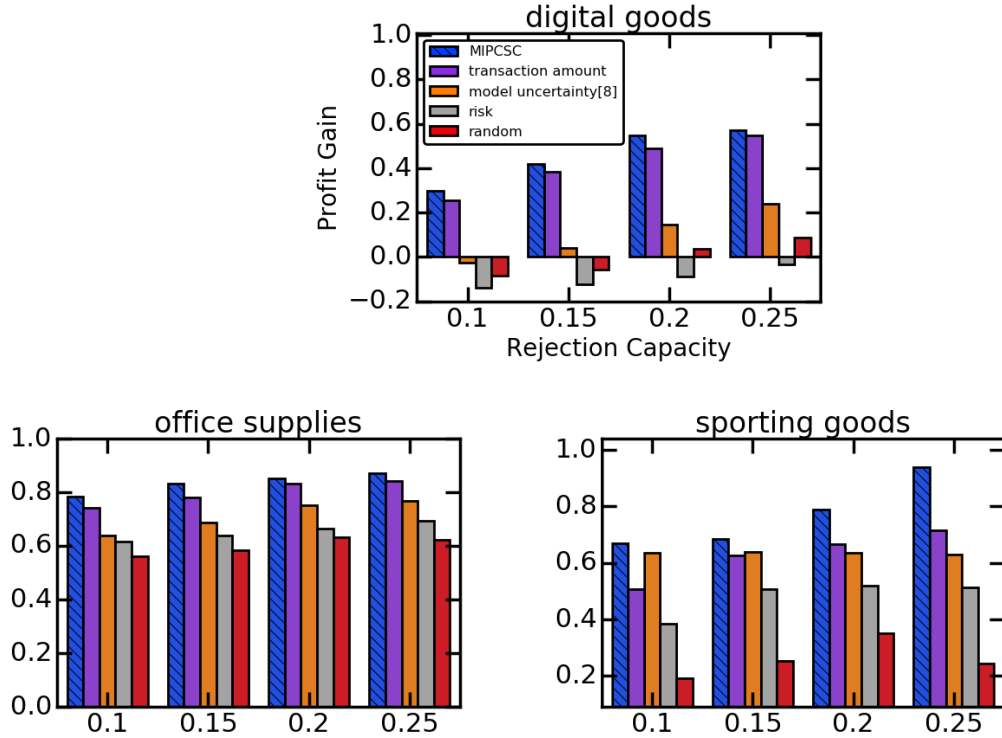 digital goods
1.0
0.8
0.6
0.4
0.2
0.0
−0.2
Profit Gain
MIPCSC
transaction amount
model uncertainty[8]
risk
random
0.1 0.15 0.2 0.25
Rejection Capacity
office supplies
1.0
0.8
0.6
0.4
0.2
0.0
0.1 0.15 0.2 0.25
sporting goods
1.0
0.8
0.6
0.4
0.2
0.1 0.15 0.2 0.25